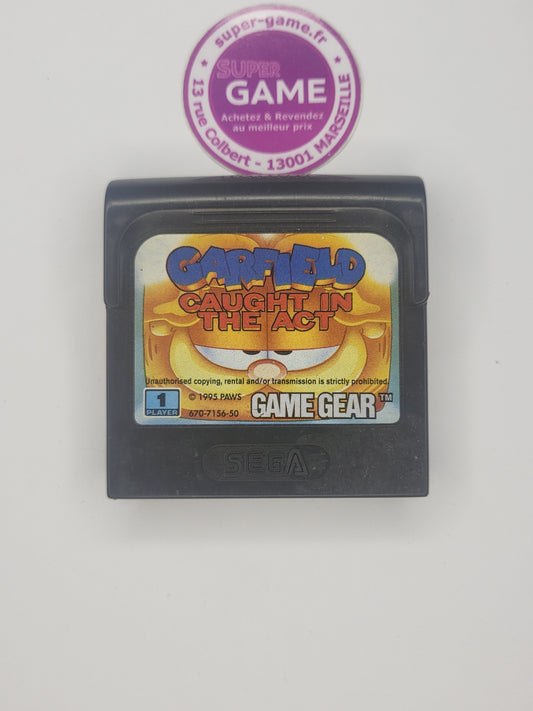 super-game.fr
SUPER
GAME
Achetez & Revendez
au meilleur prix
13 rue Colbert - 13001 MARSEILLE
GARFIELD
CAUGHT IN
THE ACT
Unauthorised copying, rental and/or transmission is strictly prohibited.
1
PLAYER
© 1995 PAWS
670-7156-50
GAME GEAR™
SEGA